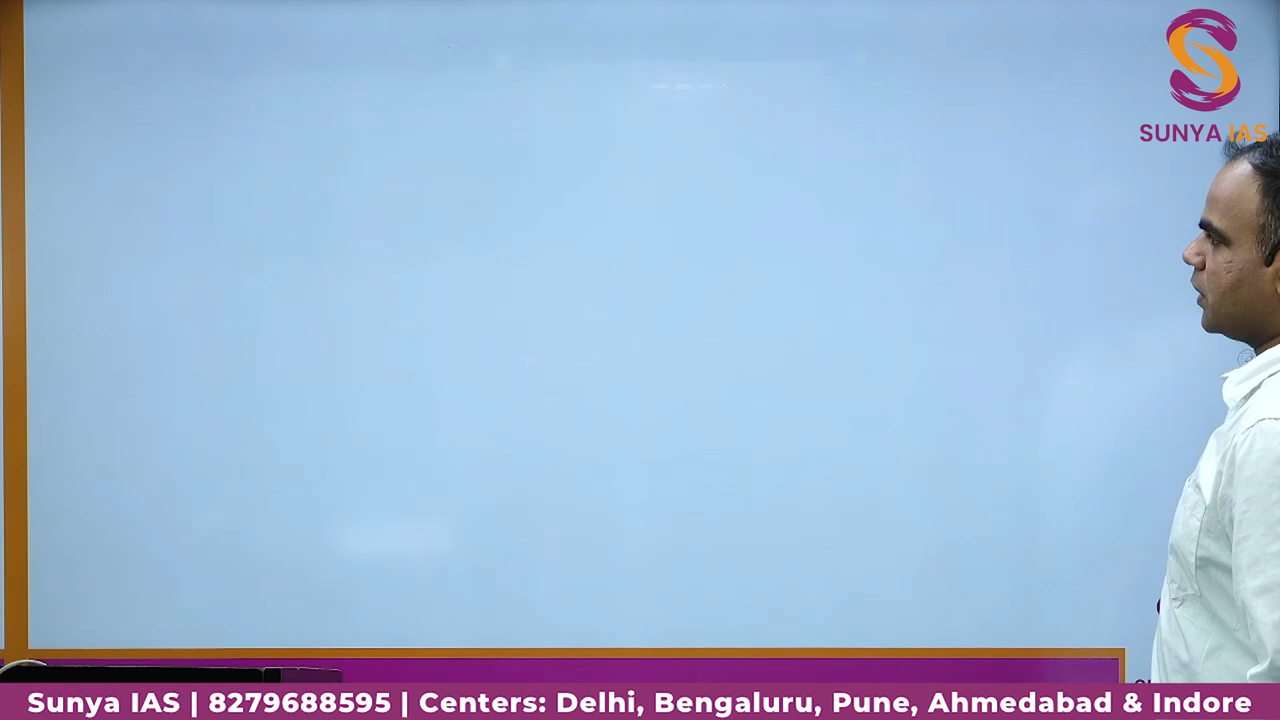 SUNYA IAS
Sunya IAS | 8279688595 | Centers: Delhi, Bengaluru, Pune, Ahmedabad & Indore